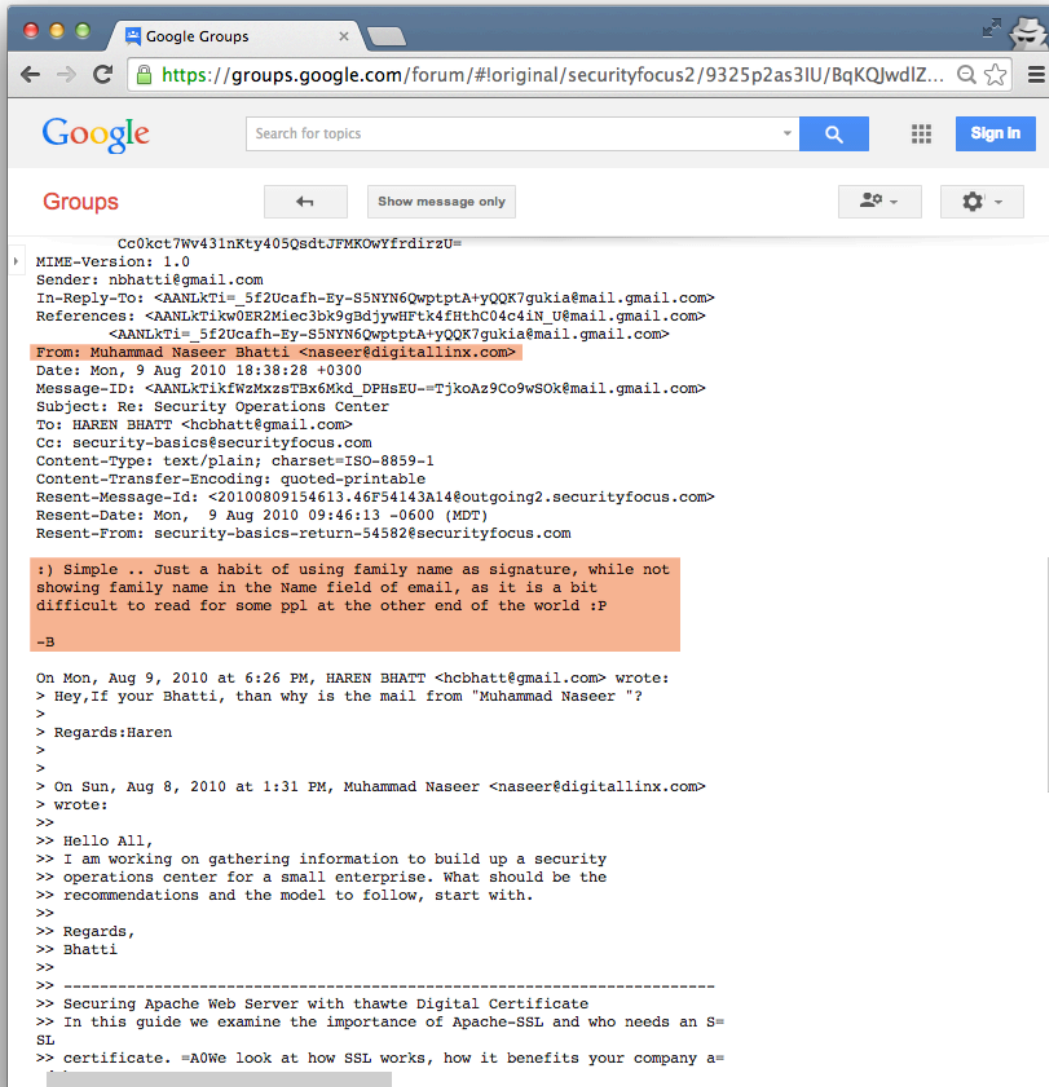 Google Groups
https://groups.google.com/forum/#!original/securityfocus2/9325p2as3IU/BqKQJwdlZ...
Google
Search for topics
Sign in
Groups
Show message only
Cc0kct7Wv431nKty405QsdtJFMKOwYfrdirzU=
MIME-Version: 1.0
Sender: nbhatti@gmail.com
In-Reply-To: <AANLkTi=_5f2Ucafh-Ey-S5NYN6QwptptA+yQQK7gukia@mail.gmail.com>
References: <AANLkTikw0ER2Miec3bk9gBdjywHFtk4fHthC04c4iN_U@mail.gmail.com>
<AANLkTi=_5f2Ucafh-Ey-S5NYN6QwptptA+yQQK7gukia@mail.gmail.com>
From: Muhammad Naseer Bhatti <naseer@digitallinx.com>
Date: Mon, 9 Aug 2010 18:38:28 +0300
Message-ID: <AANLkTikfWzMxzsTBx6Mkd_DPHsEU-=TjkoAz9Co9wSOk@mail.gmail.com>
Subject: Re: Security Operations Center
To: HAREN BHATT <hcbhatt@gmail.com>
Cc: security-basics@securityfocus.com
Content-Type: text/plain; charset=ISO-8859-1
Content-Transfer-Encoding: quoted-printable
Resent-Message-Id: <20100809154613.46F54143A14@outgoing2.securityfocus.com>
Resent-Date: Mon,  9 Aug 2010 09:46:13 -0600 (MDT)
Resent-From: security-basics-return-54582@securityfocus.com
:) Simple .. Just a habit of using family name as signature, while not
showing family name in the Name field of email, as it is a bit
difficult to read for some ppl at the other end of the world :P
-B
On Mon, Aug 9, 2010 at 6:26 PM, HAREN BHATT <hcbhatt@gmail.com> wrote:
> Hey,If your Bhatti, than why is the mail from "Muhammad Naseer "?
>
> Regards:Haren
>
>
> On Sun, Aug 8, 2010 at 1:31 PM, Muhammad Naseer <naseer@digitallinx.com>
> wrote:
>>
>> Hello All,
>> I am working on gathering information to build up a security
>> operations center for a small enterprise. What should be the
>> recommendations and the model to follow, start with.
>>
>> Regards,
>> Bhatti
>>
>> ----------------------------------------------------------------------
>> Securing Apache Web Server with thawte Digital Certificate
>> In this guide we examine the importance of Apache-SSL and who needs an S=
SL
>> certificate. =A0We look at how SSL works, how it benefits your company a=